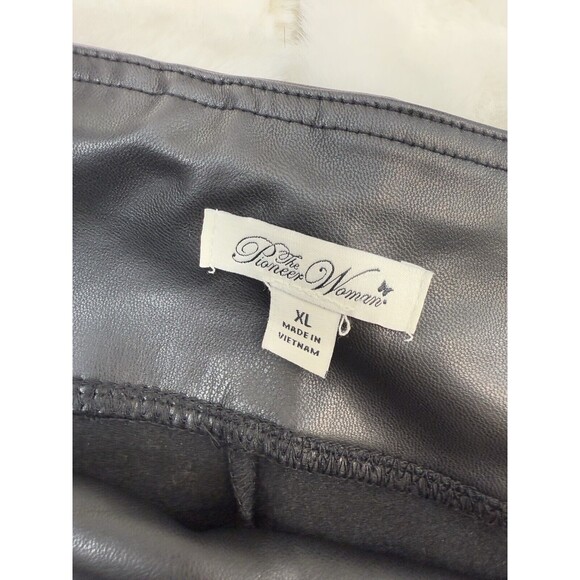 The
Pioneer Woman
XL
MADE IN
VIETNAM